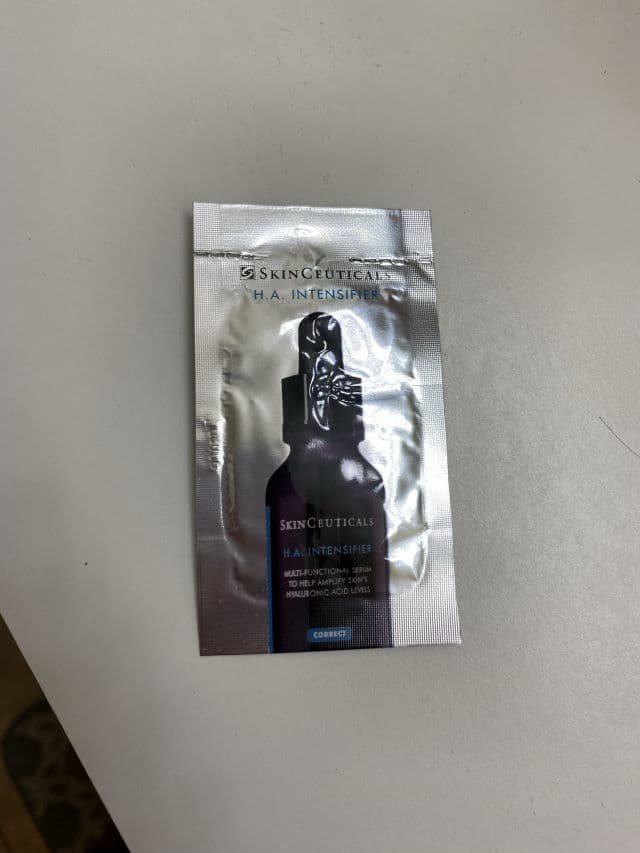 SKINCEUTICALS
H.A. INTENSIFIER
SKINCEUTICALS
H.A. INTENSIFIER
MULTI-FUNCTIONAL SERUM
TO HELP AMPLIFY SKIN'S
HYALURONIC ACID LEVELS
CORRECT